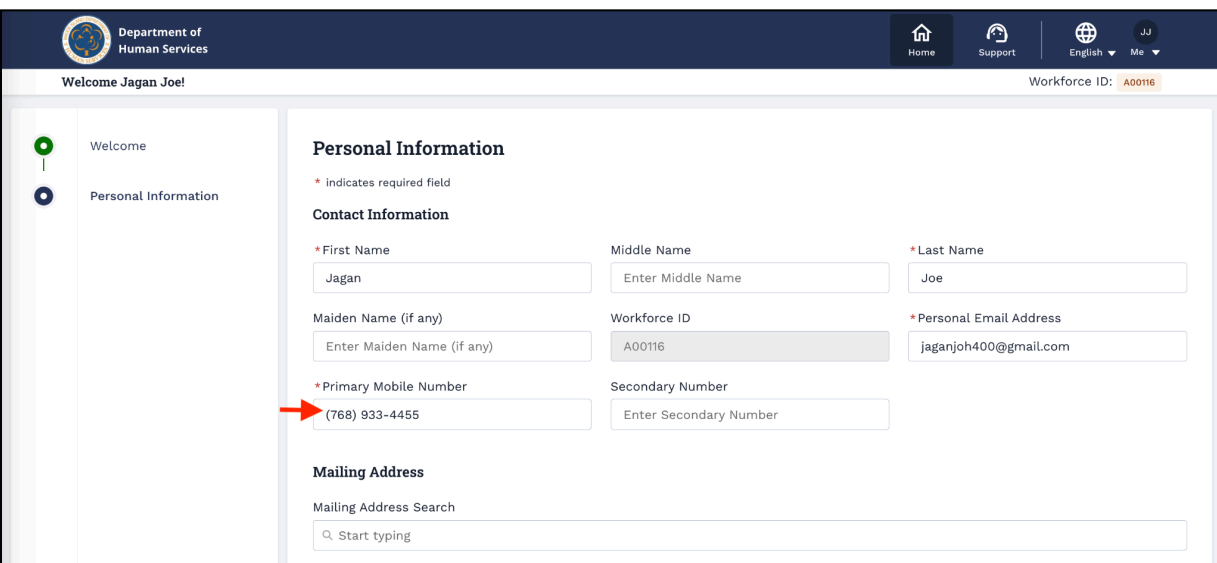 Department of
Human Services
Home
Support
English
JJ
Me
Welcome Jagan Joe!
Workforce ID: A00116
Welcome
Personal Information
Personal Information
* indicates required field
Contact Information
*First Name
Middle Name
*Last Name
Jagan
Enter Middle Name
Joe
Maiden Name (if any)
Workforce ID
*Personal Email Address
Enter Maiden Name (if any)
A00116
jaganjoh400@gmail.com
*Primary Mobile Number
Secondary Number
(768) 933-4455
Enter Secondary Number
Mailing Address
Mailing Address Search
Start typing